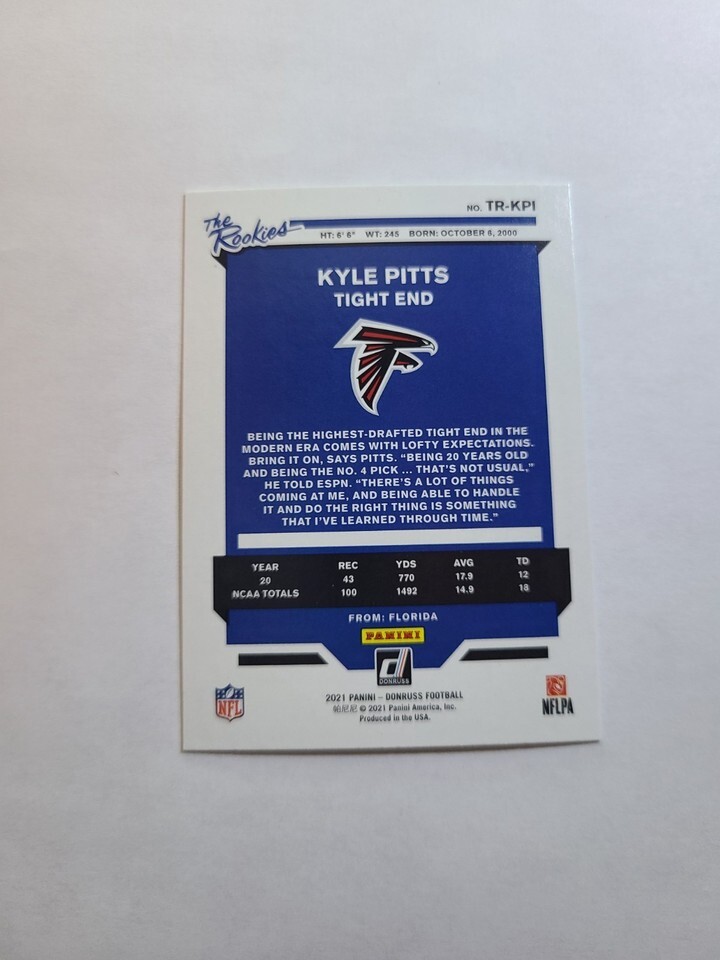 NO. TR-KPI
The
Rookies
HT: 6' 6" WT: 245 BORN: OCTOBER 6, 2000
KYLE PITTS
TIGHT END
BEING THE HIGHEST-DRAFTED TIGHT END IN THE
MODERN ERA COMES WITH LOFTY EXPECTATIONS.
BRING IT ON, SAYS PITTS. “BEING 20 YEARS OLD
AND BEING THE NO. 4 PICK ... THAT'S NOT USUAL,”
HE TOLD ESPN. “THERE'S A LOT OF THINGS
COMING AT ME, AND BEING ABLE TO HANDLE
IT AND DO THE RIGHT THING IS SOMETHING
THAT I'VE LEARNED THROUGH TIME.”
YEAR REC YDS AVG TD
20 43 770 17.9 12
NCAA TOTALS 100 1492 14.9 18
FROM: FLORIDA
PANINI
DONRUSS
2021 PANINI – DONRUSS FOOTBALL
帕尼尼 © 2021 Panini America, Inc.
Produced in the USA.
NFL
NFLPA